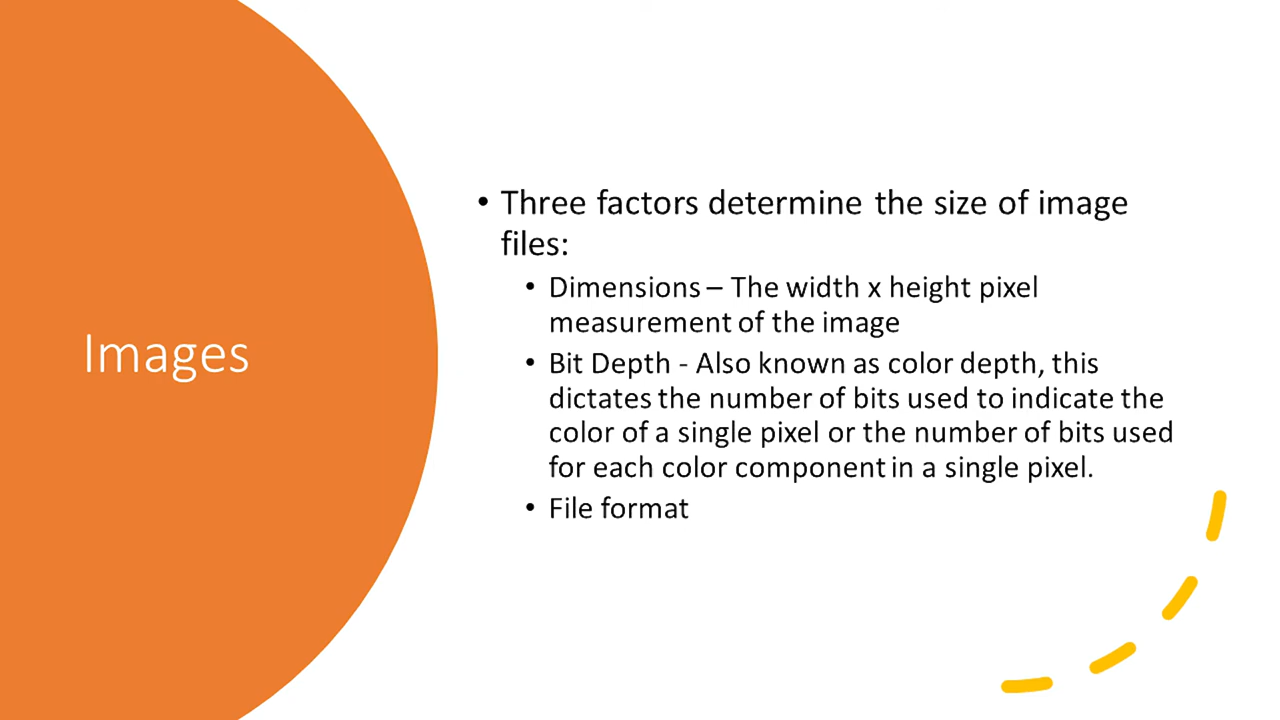 Images
• Three factors determine the size of image
files:
• Dimensions – The width x height pixel
measurement of the image
• Bit Depth - Also known as color depth, this
dictates the number of bits used to indicate the
color of a single pixel or the number of bits used
for each color component in a single pixel.
• File format